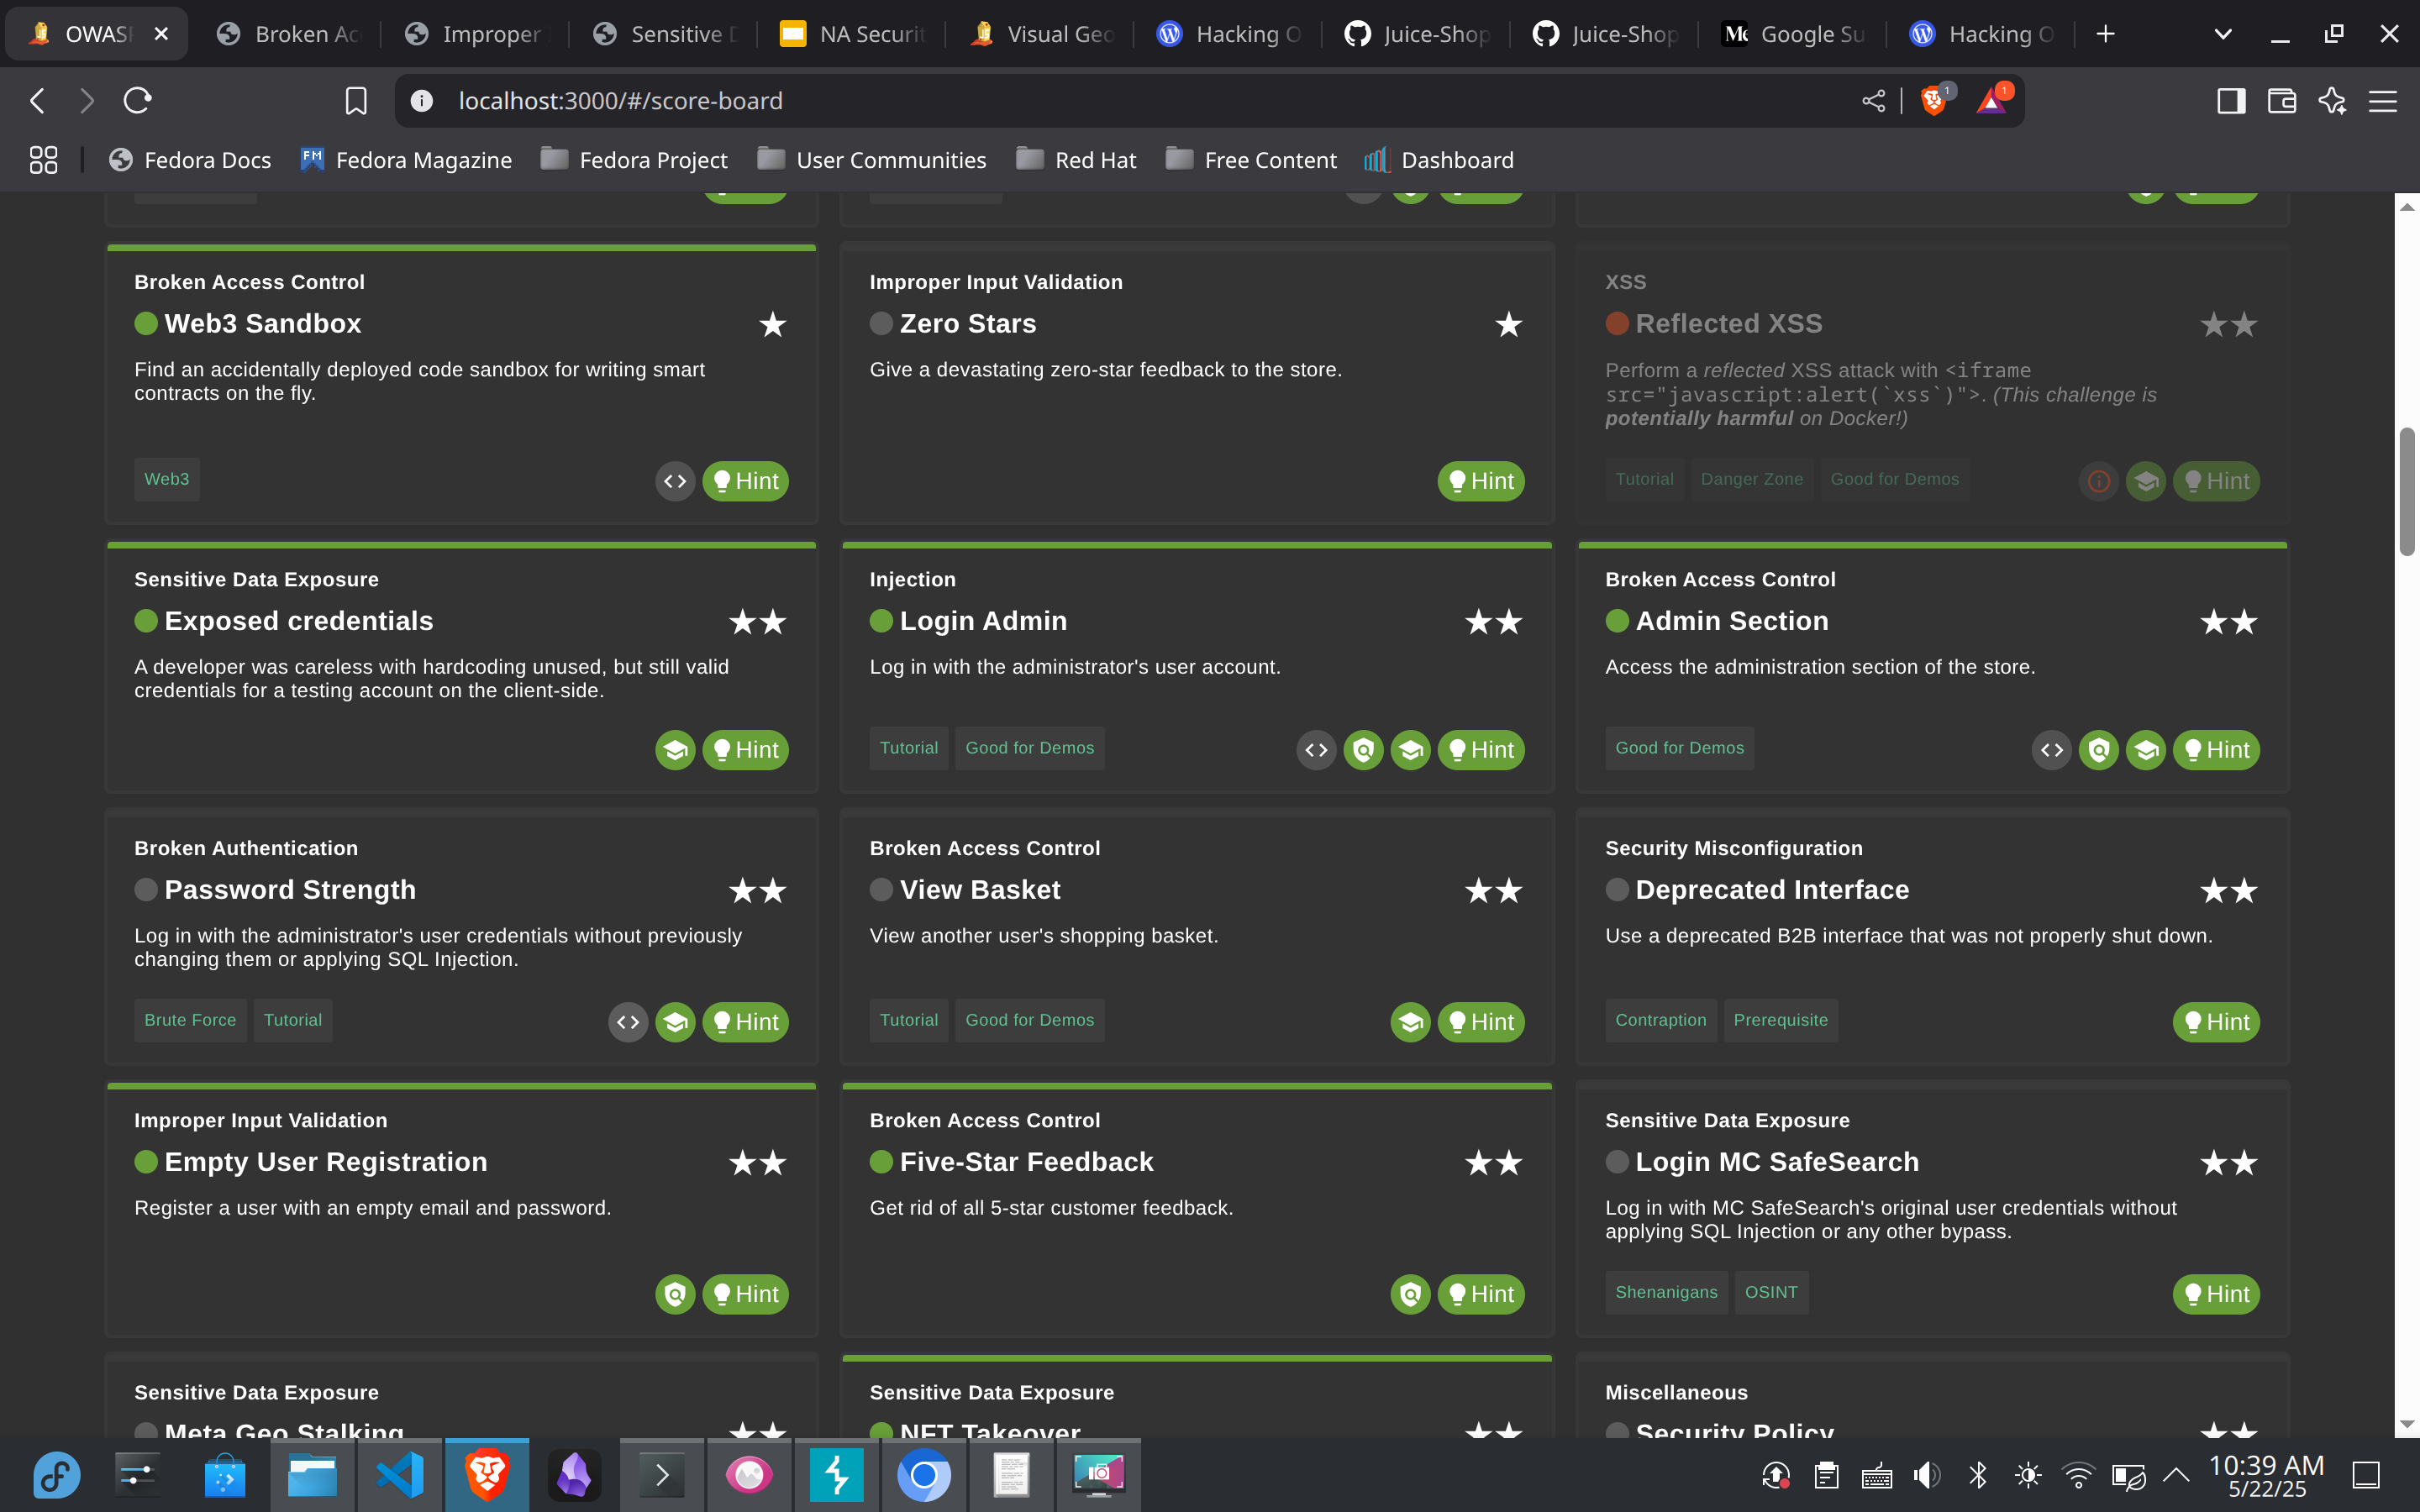 OWAS
Broken Ac
Improper
Sensitive D
NA Securit
Visual Geo
Hacking O
Juice-Shop
Juice-Shop
Google Su
Hacking O
localhost:3000/#/score-board
1
1
Fedora Docs
Fedora Magazine
Fedora Project
User Communities
Red Hat
Free Content
Dashboard
Broken Access Control
Web3 Sandbox
Find an accidentally deployed code sandbox for writing smart
contracts on the fly.
Web3
Hint
Improper Input Validation
Zero Stars
Give a devastating zero-star feedback to the store.
Hint
XSS
Reflected XSS
Perform a reflected XSS attack with <iframe
src="javascript:alert(`xss`)">. (This challenge is
potentially harmful on Docker!)
Tutorial
Danger Zone
Good for Demos
Hint
Sensitive Data Exposure
Exposed credentials
A developer was careless with hardcoding unused, but still valid
credentials for a testing account on the client-side.
Hint
Injection
Login Admin
Log in with the administrator's user account.
Tutorial
Good for Demos
Hint
Broken Access Control
Admin Section
Access the administration section of the store.
Good for Demos
Hint
Broken Authentication
Password Strength
Log in with the administrator's user credentials without previously
changing them or applying SQL Injection.
Brute Force
Tutorial
Hint
Broken Access Control
View Basket
View another user's shopping basket.
Tutorial
Good for Demos
Hint
Security Misconfiguration
Deprecated Interface
Use a deprecated B2B interface that was not properly shut down.
Contraption
Prerequisite
Hint
Improper Input Validation
Empty User Registration
Register a user with an empty email and password.
Hint
Broken Access Control
Five-Star Feedback
Get rid of all 5-star customer feedback.
Hint
Sensitive Data Exposure
Login MC SafeSearch
Log in with MC SafeSearch's original user credentials without
applying SQL Injection or any other bypass.
Shenanigans
OSINT
Hint
Sensitive Data Exposure
Meta Geo Stalking
Sensitive Data Exposure
NFT Takeover
Miscellaneous
Security Policy
10:39 AM
5/22/25